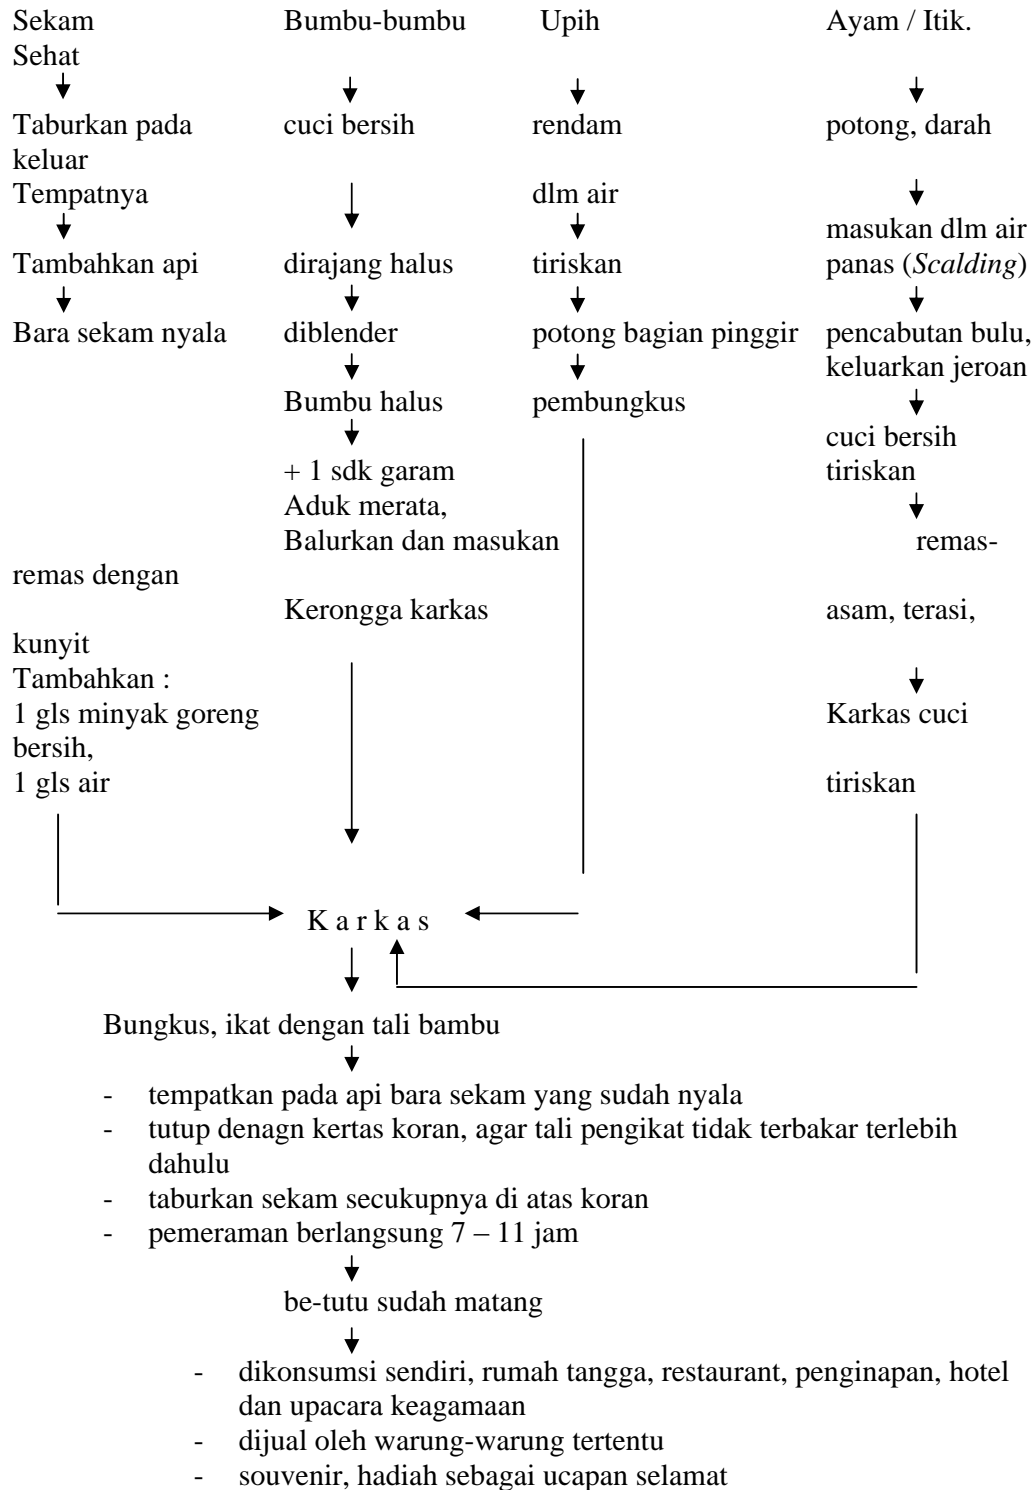 Sekam Bumbu-bumbu Upih Ayam / Itik.
Sehat
Taburkan pada cuci bersih rendam potong, darah
keluar
Tempatnya dlm air
masukan dlm air
Tambahkan api dirajang halus tiriskan panas (Scalding)
Bara sekam nyala diblender potong bagian pinggir pencabutan bulu,
keluarkan jeroan
Bumbu halus pembungkus
cuci bersih
+ 1 sdk garam tiriskan
Aduk merata,
Balurkan dan masukan remas-
remas dengan
Kerongga karkas asam, terasi,
kunyit
Tambahkan :
1 gls minyak goreng Karkas cuci
bersih,
1 gls air tiriskan
K a r k a s
Bungkus, ikat dengan tali bambu
- tempatkan pada api bara sekam yang sudah nyala
- tutup denagn kertas koran, agar tali pengikat tidak terbakar terlebih
dahulu
- taburkan sekam secukupnya di atas koran
- pemeraman berlangsung 7 – 11 jam
be-tutu sudah matang
- dikonsumsi sendiri, rumah tangga, restaurant, penginapan, hotel
dan upacara keagamaan
- dijual oleh warung-warung tertentu
- souvenir, hadiah sebagai ucapan selamat